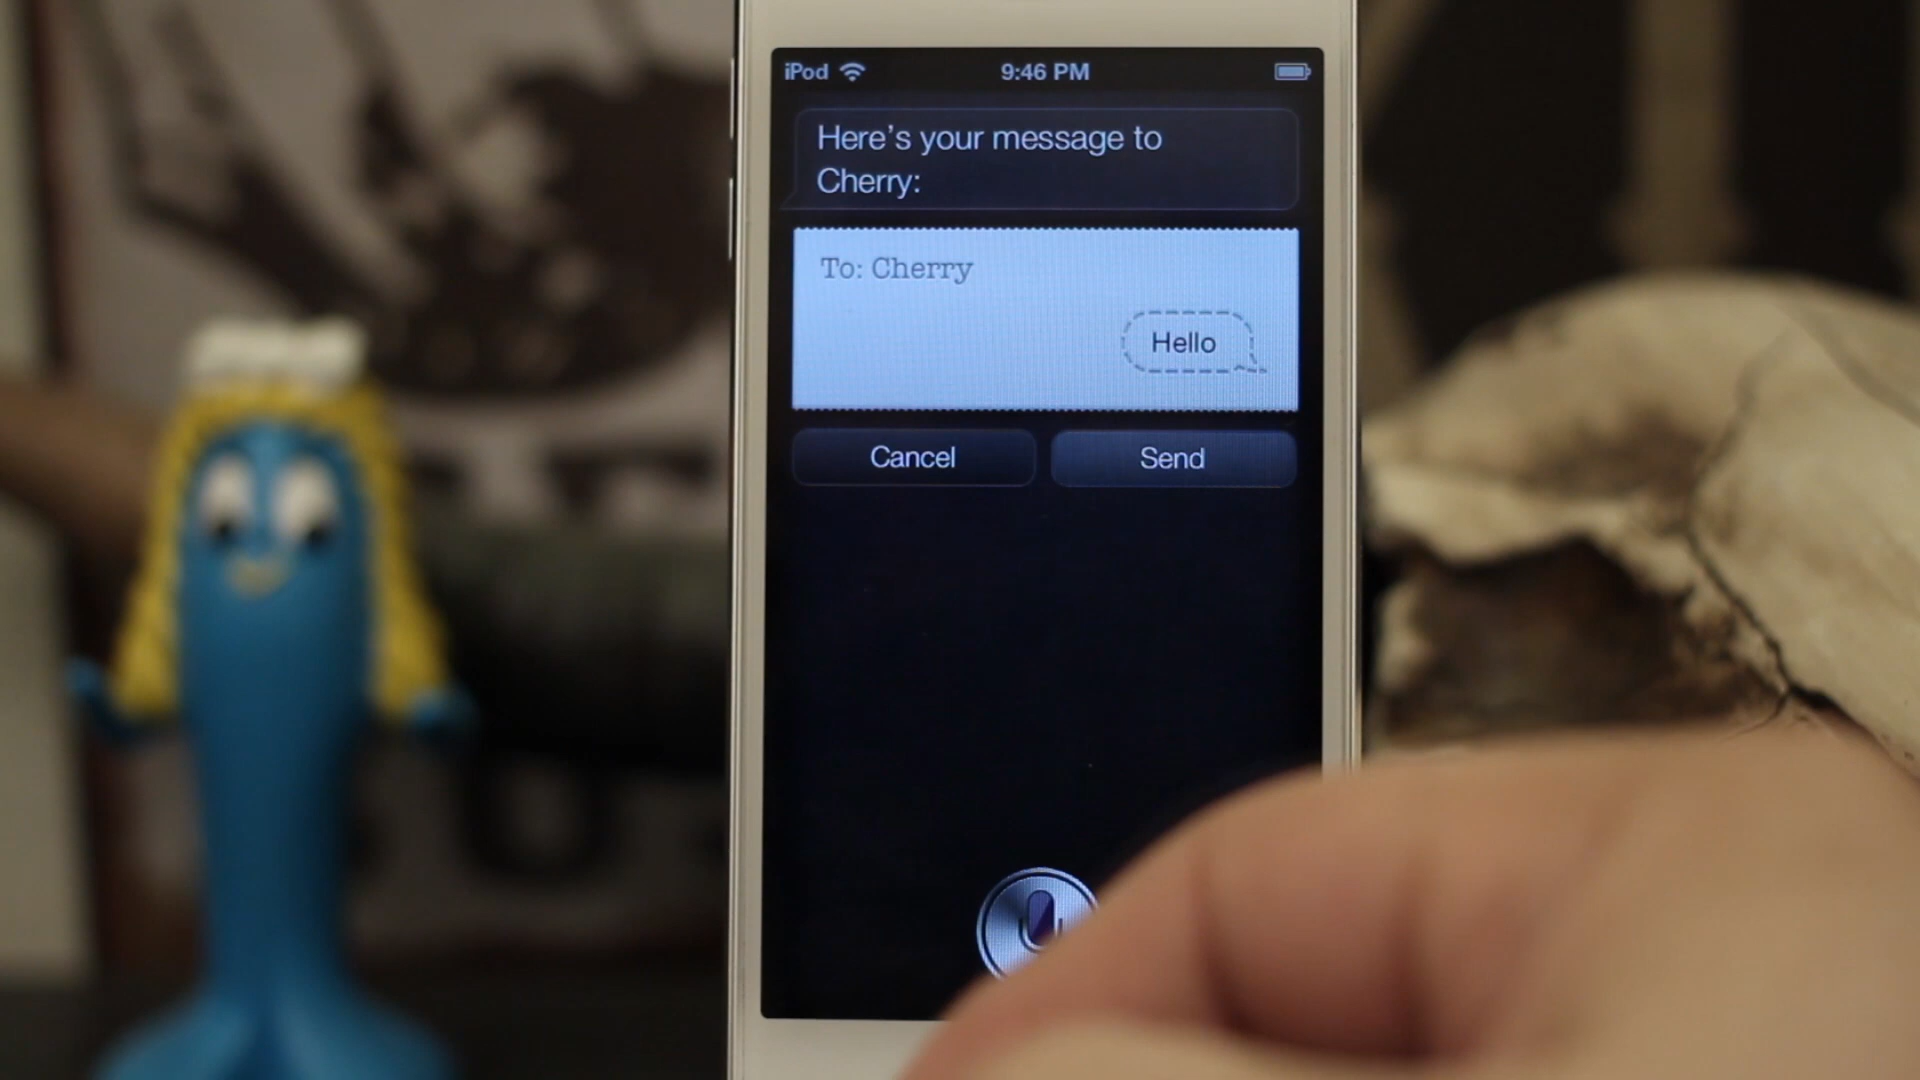 iPod 9:46 PM
Here's your message to
Cherry:
To: Cherry
Hello
Cancel Send